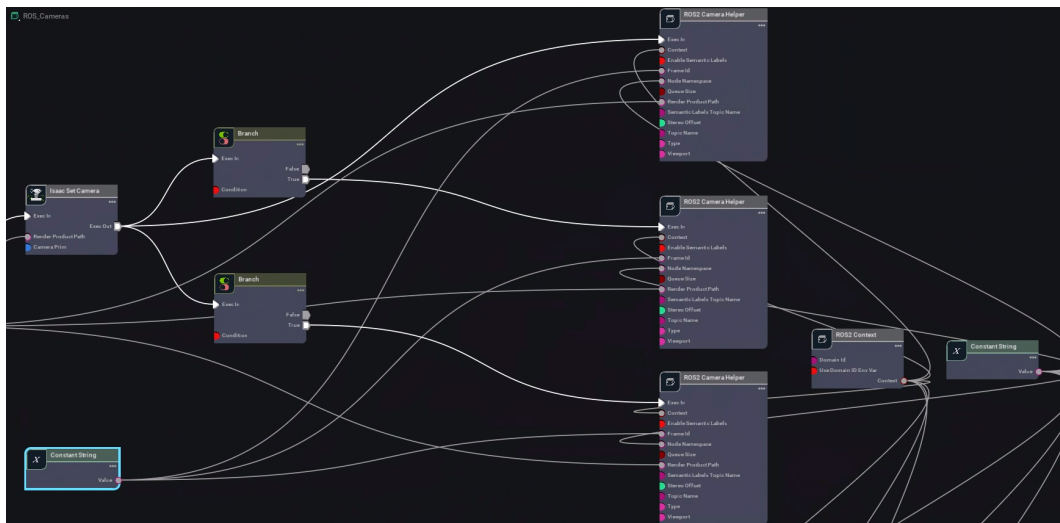 ROS_Cameras
ROS2 Camera Helper
Exec In
Context
Enable Semantic Labels
Frame Id
Node Namespace
Queue Size
Render Product Path
Semantic Labels Topic Name
Stereo Offset
Topic Name
Type
Viewport
Branch
Exec In
False
True
Condition
Isaac Set Camera
Exec In
Exec Out
Render Product Path
Camera Prim
ROS2 Camera Helper
Exec In
Context
Enable Semantic Labels
Frame Id
Node Namespace
Queue Size
Render Product Path
Semantic Labels Topic Name
Stereo Offset
Topic Name
Type
Viewport
Branch
Exec In
False
True
Condition
ROS2 Context
Domain Id
Use Domain ID Env Var
Context
X
Constant String
Value
ROS2 Camera Helper
Exec In
Context
Enable Semantic Labels
Frame Id
Node Namespace
Queue Size
Render Product Path
Semantic Labels Topic Name
Stereo Offset
Topic Name
Type
Viewport
X
Constant String
Value